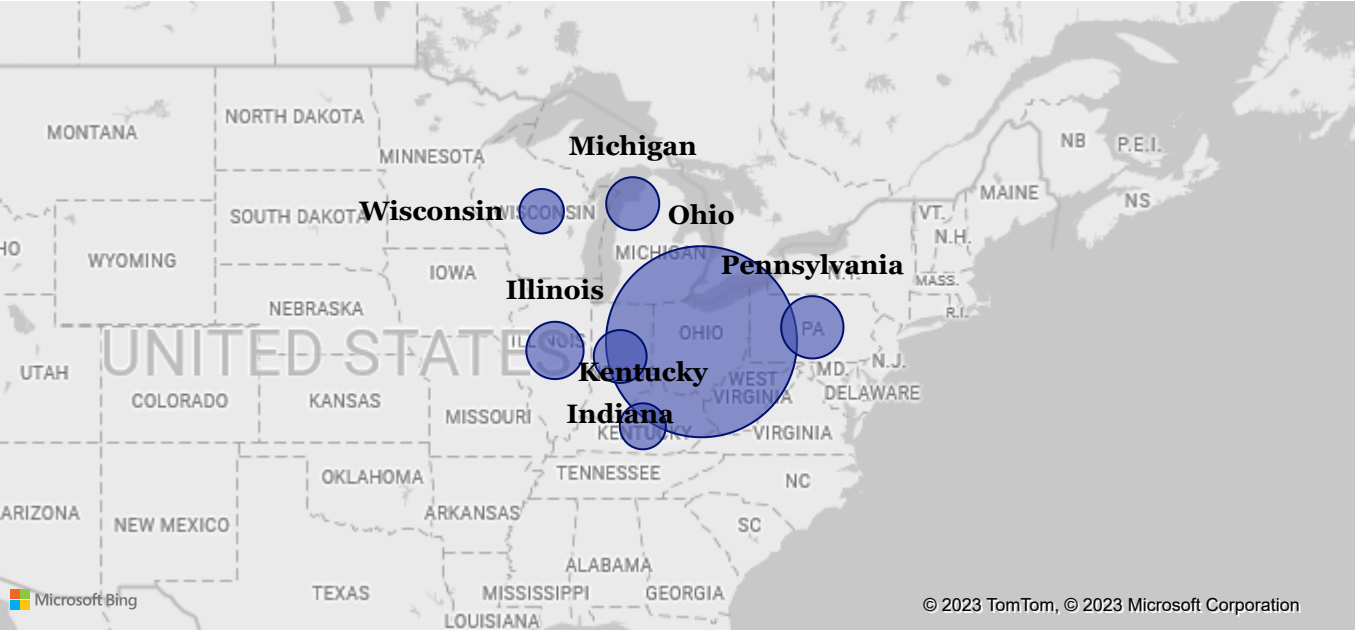 NORTH DAKOTA
MONTANA
NB
P.E.I.
Michigan
MINNESOTA
MAINE
NS
Wisconsin
WISCONSIN
Ohio
SOUTH DAKOTA
VT.
N.H.
HO
WYOMING
IOWA
MICHIGAN
Pennsylvania
N.Y.
MASS.
Illinois
NEBRASKA
R.I.
UNITED STATES
ILLINOIS
OHIO
PA
UTAH
Kentucky
N.J.
MD.
WEST
VIRGINIA
DELAWARE
COLORADO
KANSAS
MISSOURI
Indiana
KENTUCKY
VIRGINIA
OKLAHOMA
TENNESSEE
NC
ARIZONA
NEW MEXICO
ARKANSAS
SC
ALABAMA
TEXAS
MISSISSIPPI
GEORGIA
LOUISIANA
Microsoft Bing
© 2023 TomTom, © 2023 Microsoft Corporation